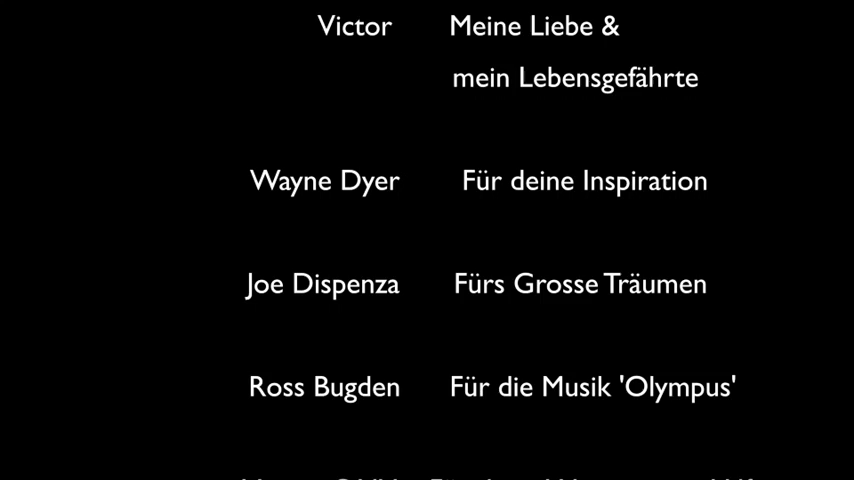 Victor Meine Liebe &
mein Lebensgefährte
Wayne Dyer Für deine Inspiration
Joe Dispenza Fürs Grosse Träumen
Ross Bugden Für die Musik 'Olympus'